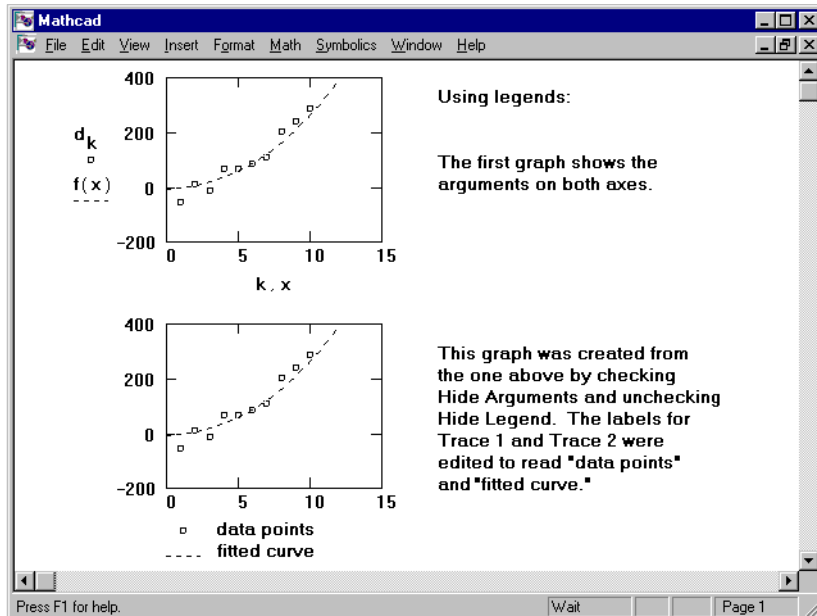 Mathcad
File Edit View Insert Format Math Symbolics Window Help
400
200
0
-200
d k
f(x)
0 5 10 15
k , x
Using legends:
The first graph shows the
arguments on both axes.
400
200
0
-200
0 5 10 15
data points
fitted curve
This graph was created from
the one above by checking
Hide Arguments and unchecking
Hide Legend. The labels for
Trace 1 and Trace 2 were
edited to read "data points"
and "fitted curve."
Press F1 for help. Wait Page 1